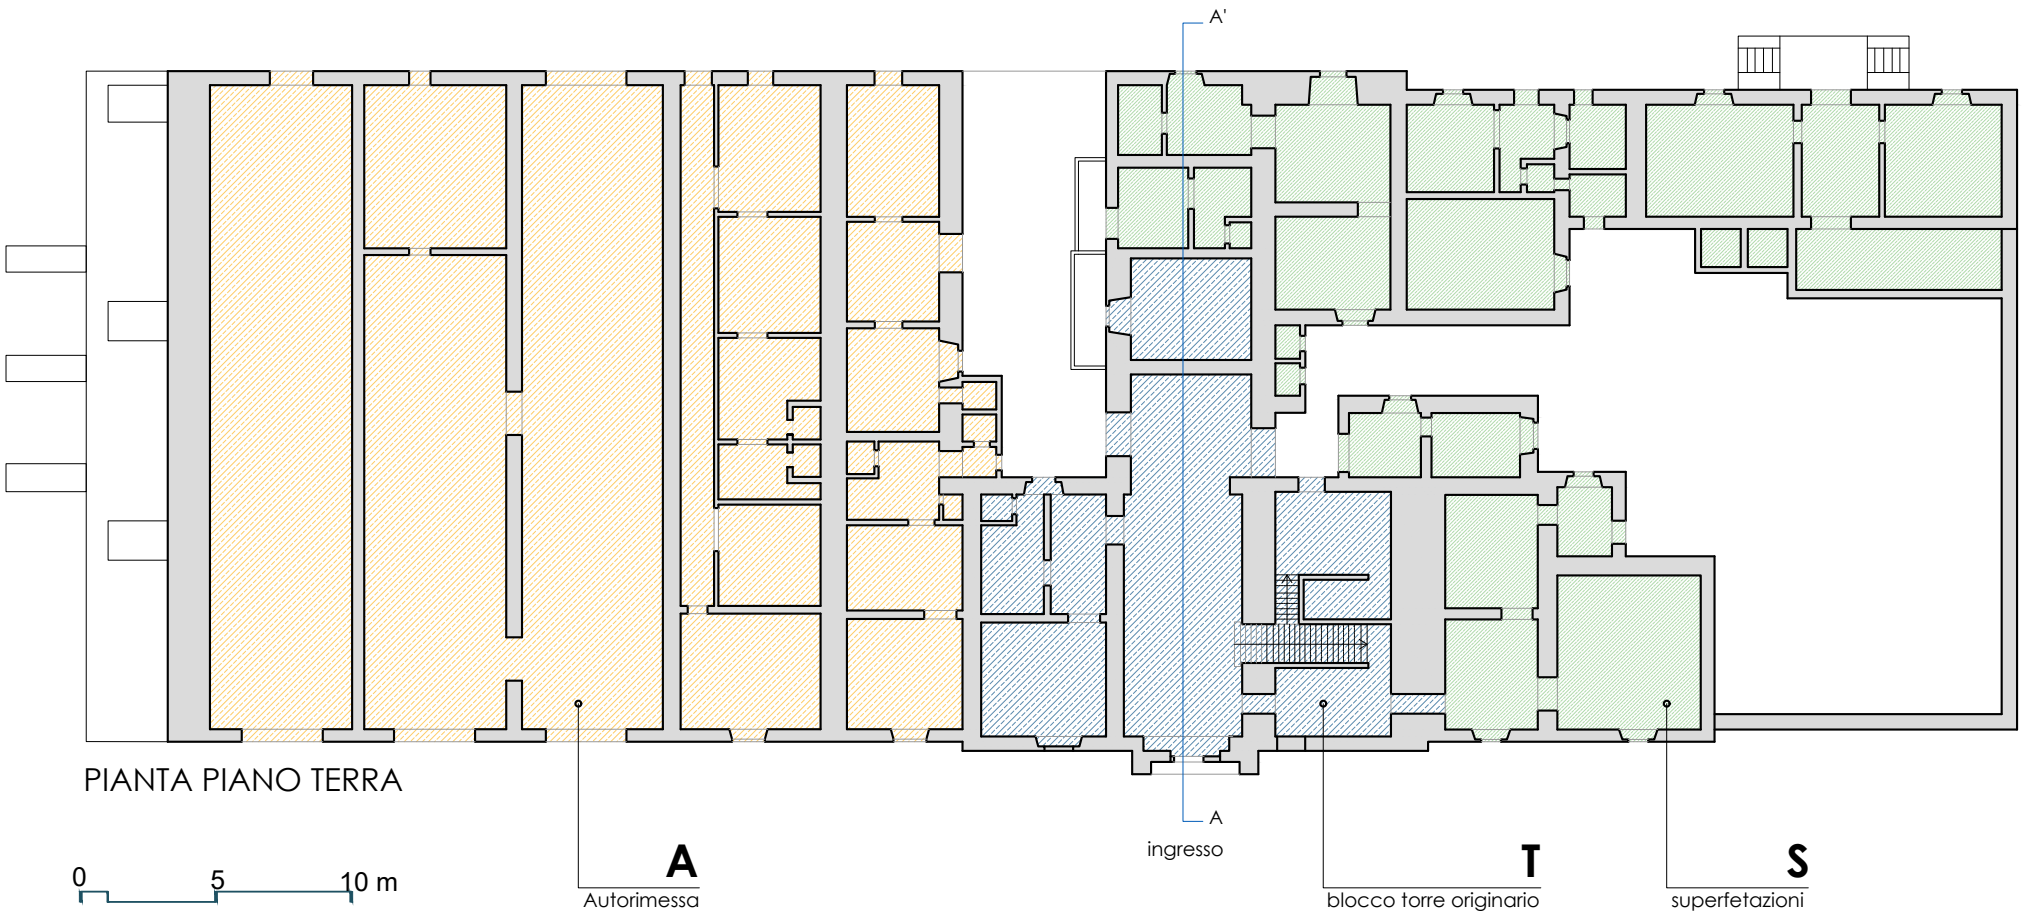 A'
PIANTA PIANO TERRA
A
ingresso
0 5 10 m
A
Autorimessa
T
blocco torre originario
S
superfetazioni